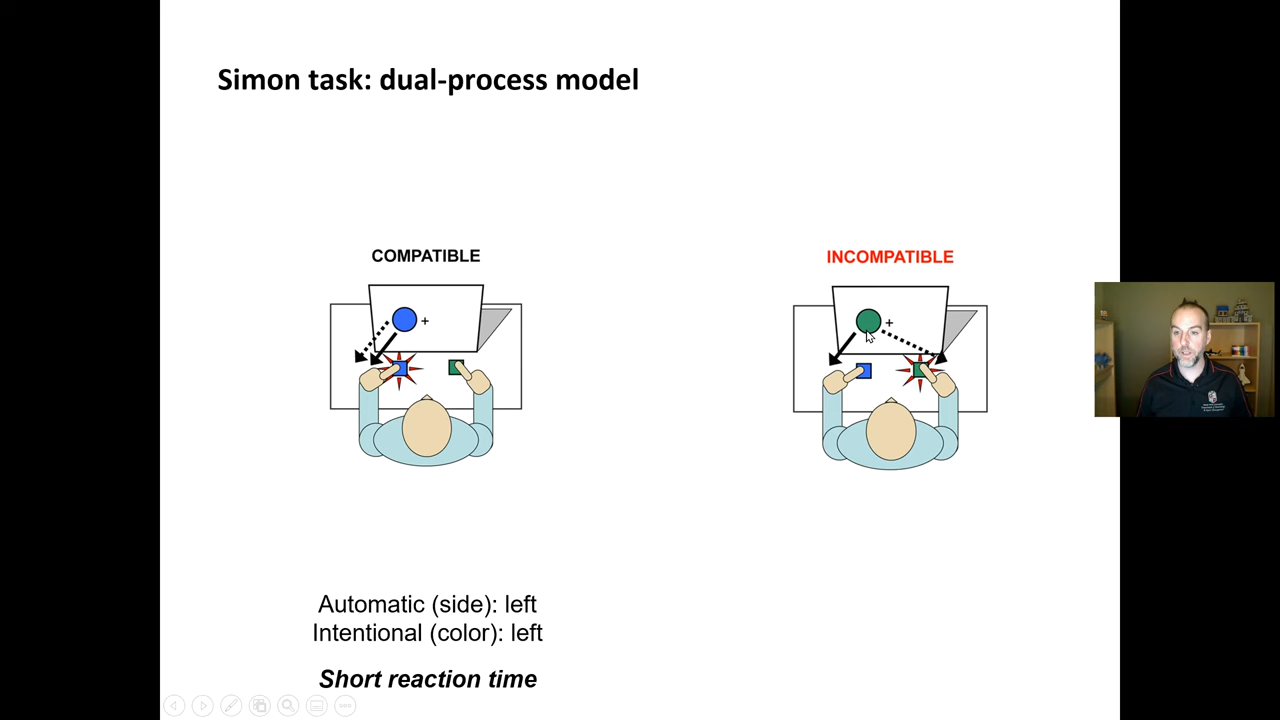 Simon task: dual-process model
COMPATIBLE
INCOMPATIBLE
Automatic (side): left
Intentional (color): left
Short reaction time